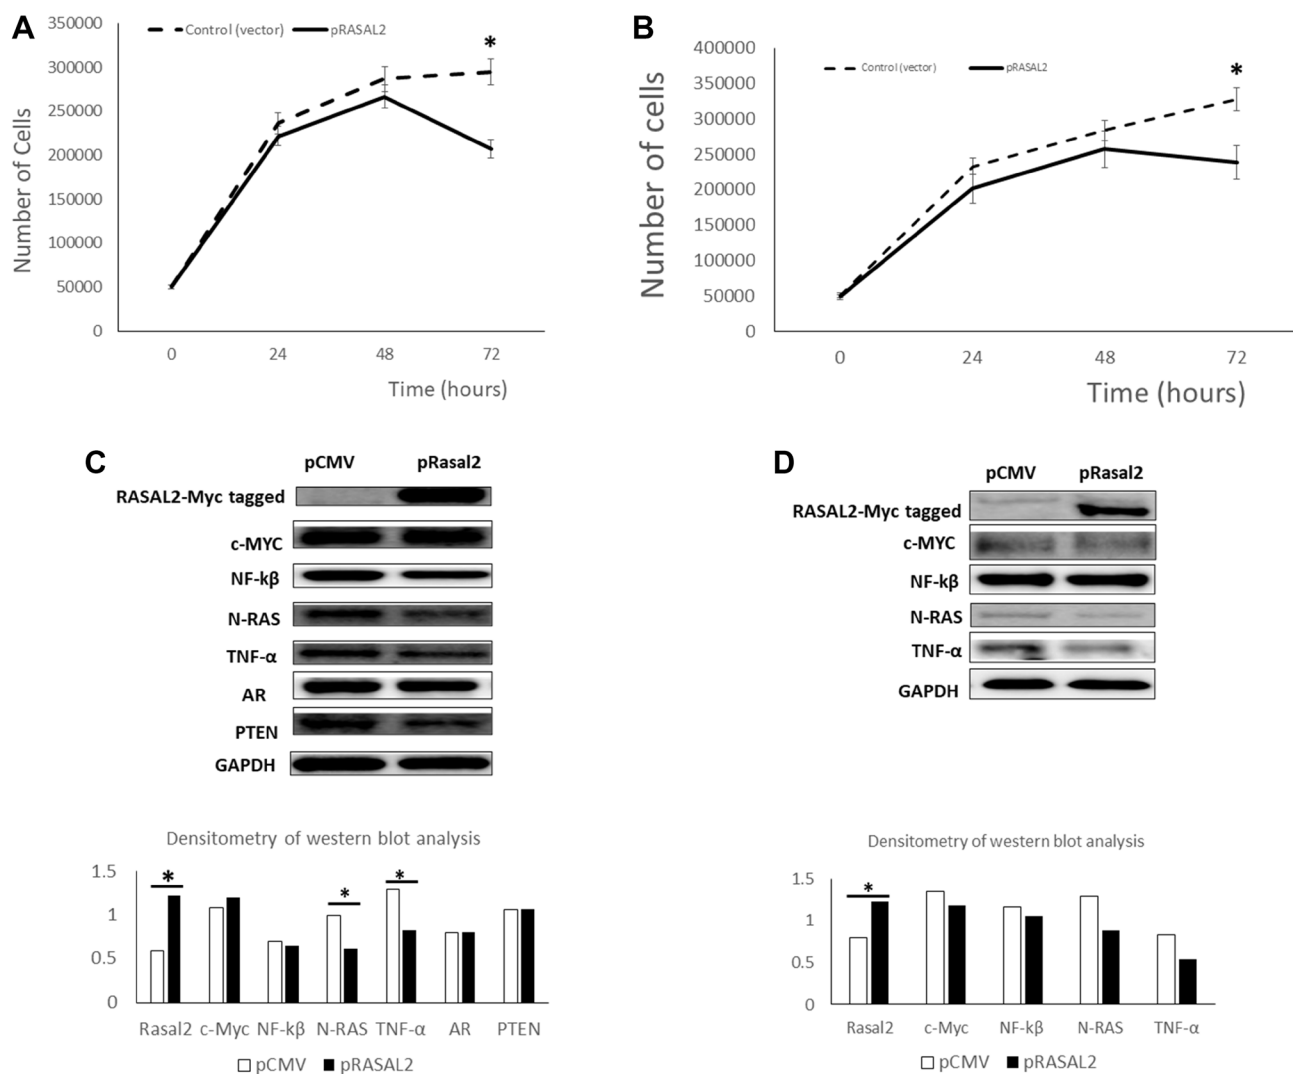 A
350000
300000
250000
200000
150000
100000
50000
0
Number of Cells
Control (vector) pRASAL2
*
0 24 48 72
Time (hours)
B
400000
350000
300000
250000
200000
150000
100000
50000
0
Number of cells
Control (vector) pRASAL2
*
0 24 48 72
Time (hours)
C
pCMV pRasal2
RASAL2-Myc tagged
c-MYC
NF-kβ
N-RAS
TNF-α
AR
PTEN
GAPDH
Densitometry of western blot analysis
1.5
1
0.5
0
* * *
Rasal2 c-Myc NF-kβ N-RAS TNF-α AR PTEN
pCMV pRASAL2
D
pCMV pRasal2
RASAL2-Myc tagged
c-MYC
NF-kβ
N-RAS
TNF-α
GAPDH
Densitometry of western blot analysis
1.5
1
0.5
0
*
Rasal2 c-Myc NF-kβ N-RAS TNF-α
pCMV pRASAL2